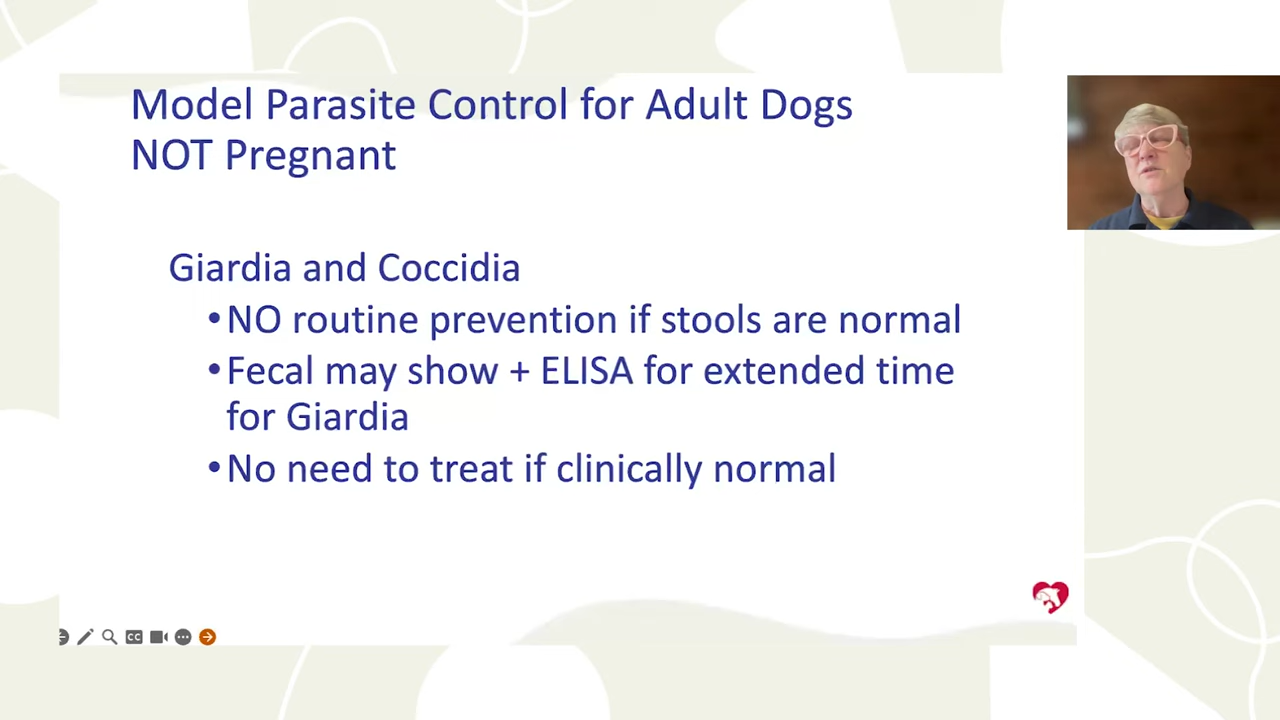 Model Parasite Control for Adult Dogs
NOT Pregnant
Giardia and Coccidia
•NO routine prevention if stools are normal
•Fecal may show + ELISA for extended time
for Giardia
•No need to treat if clinically normal
CC